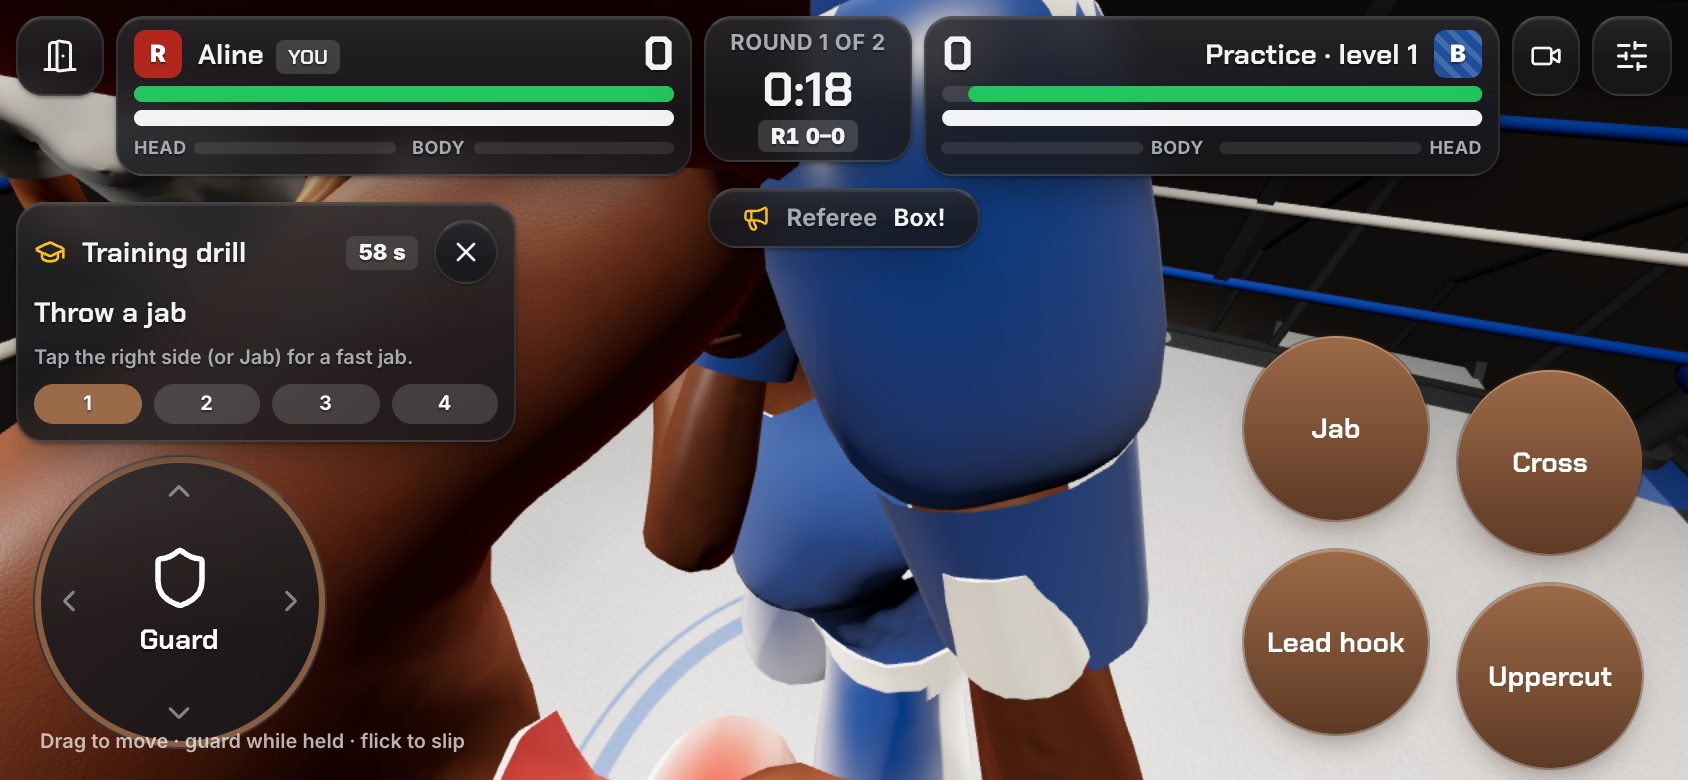 R Aline YOU 0
HEAD BODY
ROUND 1 OF 2
0:18
R1 0–0
0 Practice · level 1 B
BODY HEAD
Referee Box!
Training drill 58 s
Throw a jab
Tap the right side (or Jab) for a fast jab.
1 2 3 4
Guard
Drag to move · guard while held · flick to slip
Jab
Cross
Lead hook
Uppercut